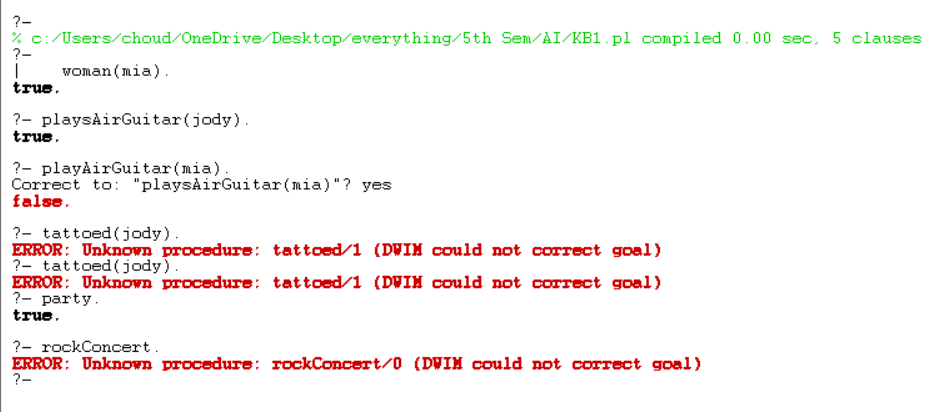 ?-
% c:/Users/choud/OneDrive/Desktop/everything/5th Sem/AI/KB1.pl compiled 0.00 sec, 5 clauses
?-
|    woman(mia).
true.
?- playsAirGuitar(jody).
true.
?- playAirGuitar(mia).
Correct to: "playsAirGuitar(mia)"? yes
false.
?- tattoed(jody).
ERROR: Unknown procedure: tattoed/1 (DWIM could not correct goal)
?- tattoed(jody).
ERROR: Unknown procedure: tattoed/1 (DWIM could not correct goal)
?- party.
true.
?- rockConcert.
ERROR: Unknown procedure: rockConcert/0 (DWIM could not correct goal)
?-